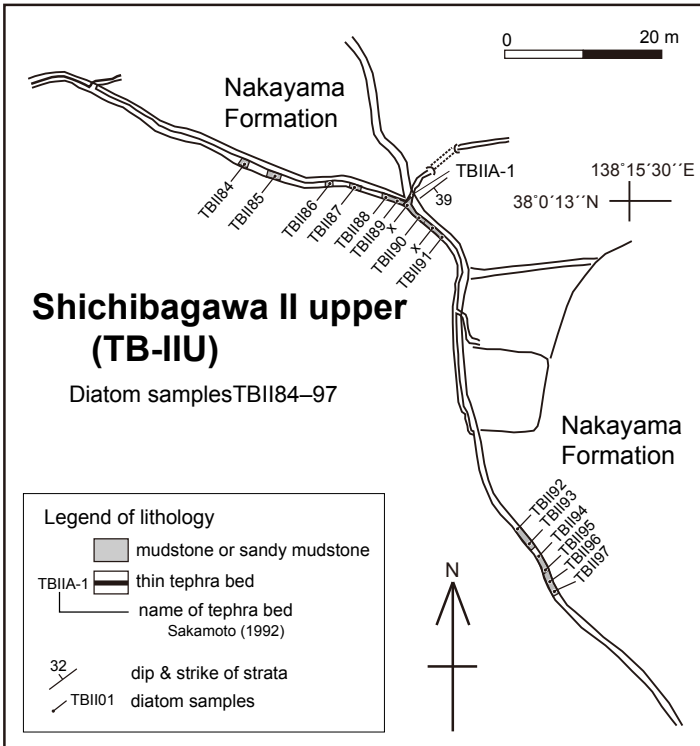 0 20 m
Nakayama
Formation
TBIIA-1
138°15´30´´E
39
38°0´13´´N
TBII84
TBII85
TBII86
TBII87
TBII88
TBII89
x
TBII90
x
TBII91
Shichibagawa II upper
(TB-IIU)
Diatom samplesTBII84–97
Nakayama
Formation
TBII92
TBII93
TBII94
TBII95
TBII96
TBII97
Legend of lithology
mudstone or sandy mudstone
TBIIA-1 thin tephra bed
name of tephra bed
Sakamoto (1992)
32
dip & strike of strata
TBII01 diatom samples
N